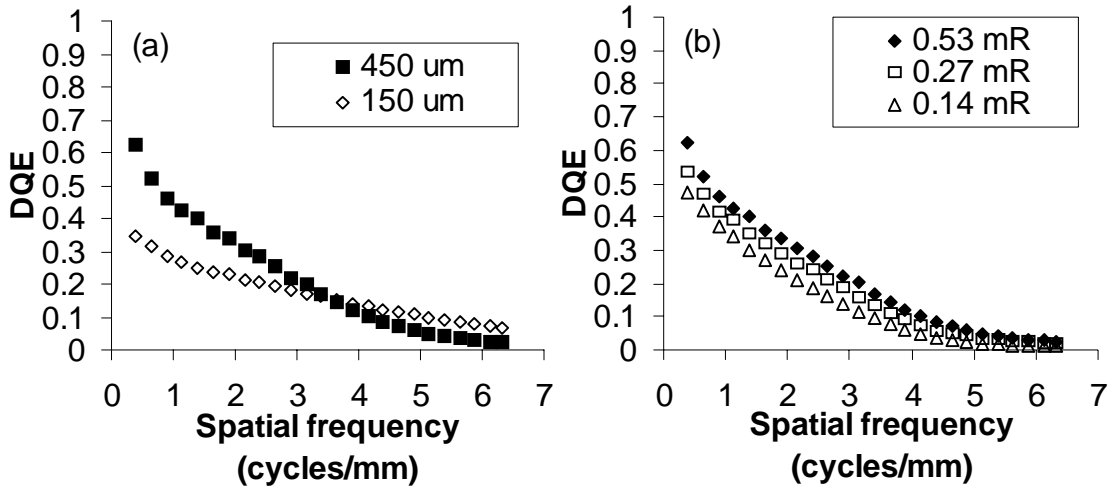 (a)
450 um
150 um
1
0.9
0.8
0.7
0.6
0.5
0.4
0.3
0.2
0.1
0
DQE
0 1 2 3 4 5 6 7
Spatial frequency
(cycles/mm)
(b)
0.53 mR
0.27 mR
0.14 mR
1
0.9
0.8
0.7
0.6
0.5
0.4
0.3
0.2
0.1
0
DQE
0 1 2 3 4 5 6 7
Spatial frequency
(cycles/mm)